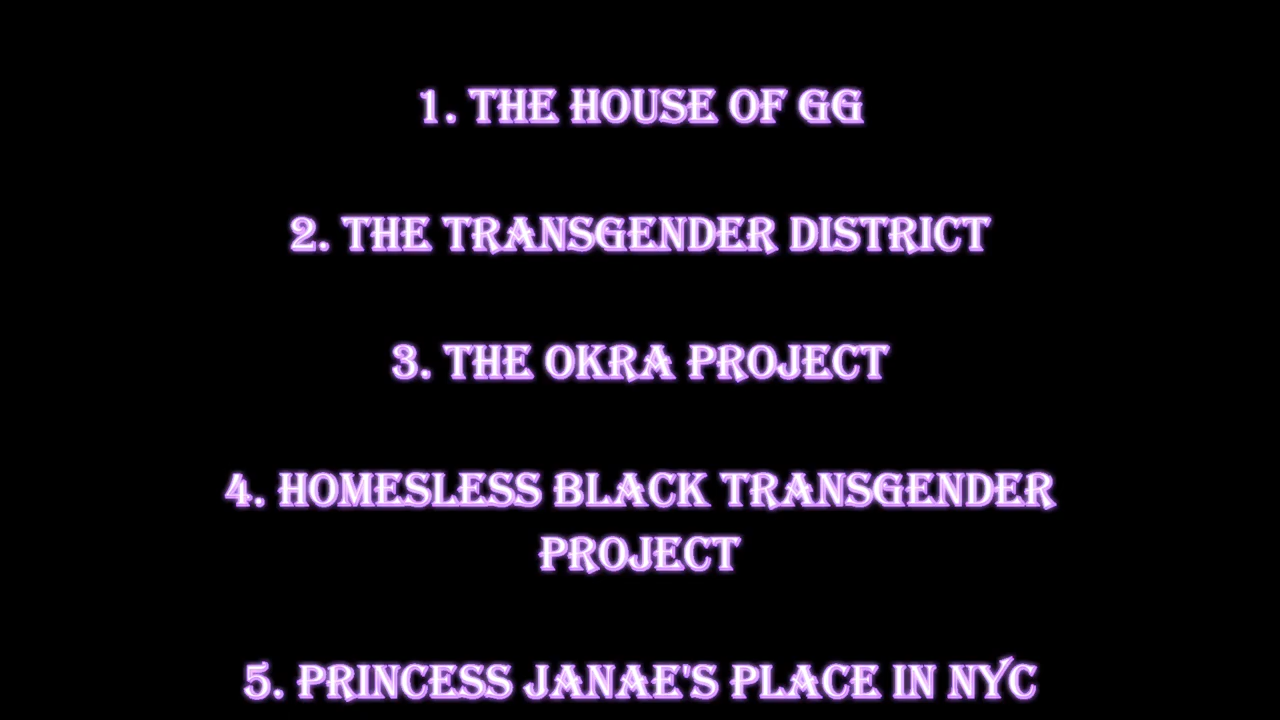 1. THE HOUSE OF GG
2. THE TRANSGENDER DISTRICT
3. THE OKRA PROJECT
4. HOMESLESS BLACK TRANSGENDER
PROJECT
5. PRINCESS JANAE'S PLACE IN NYC